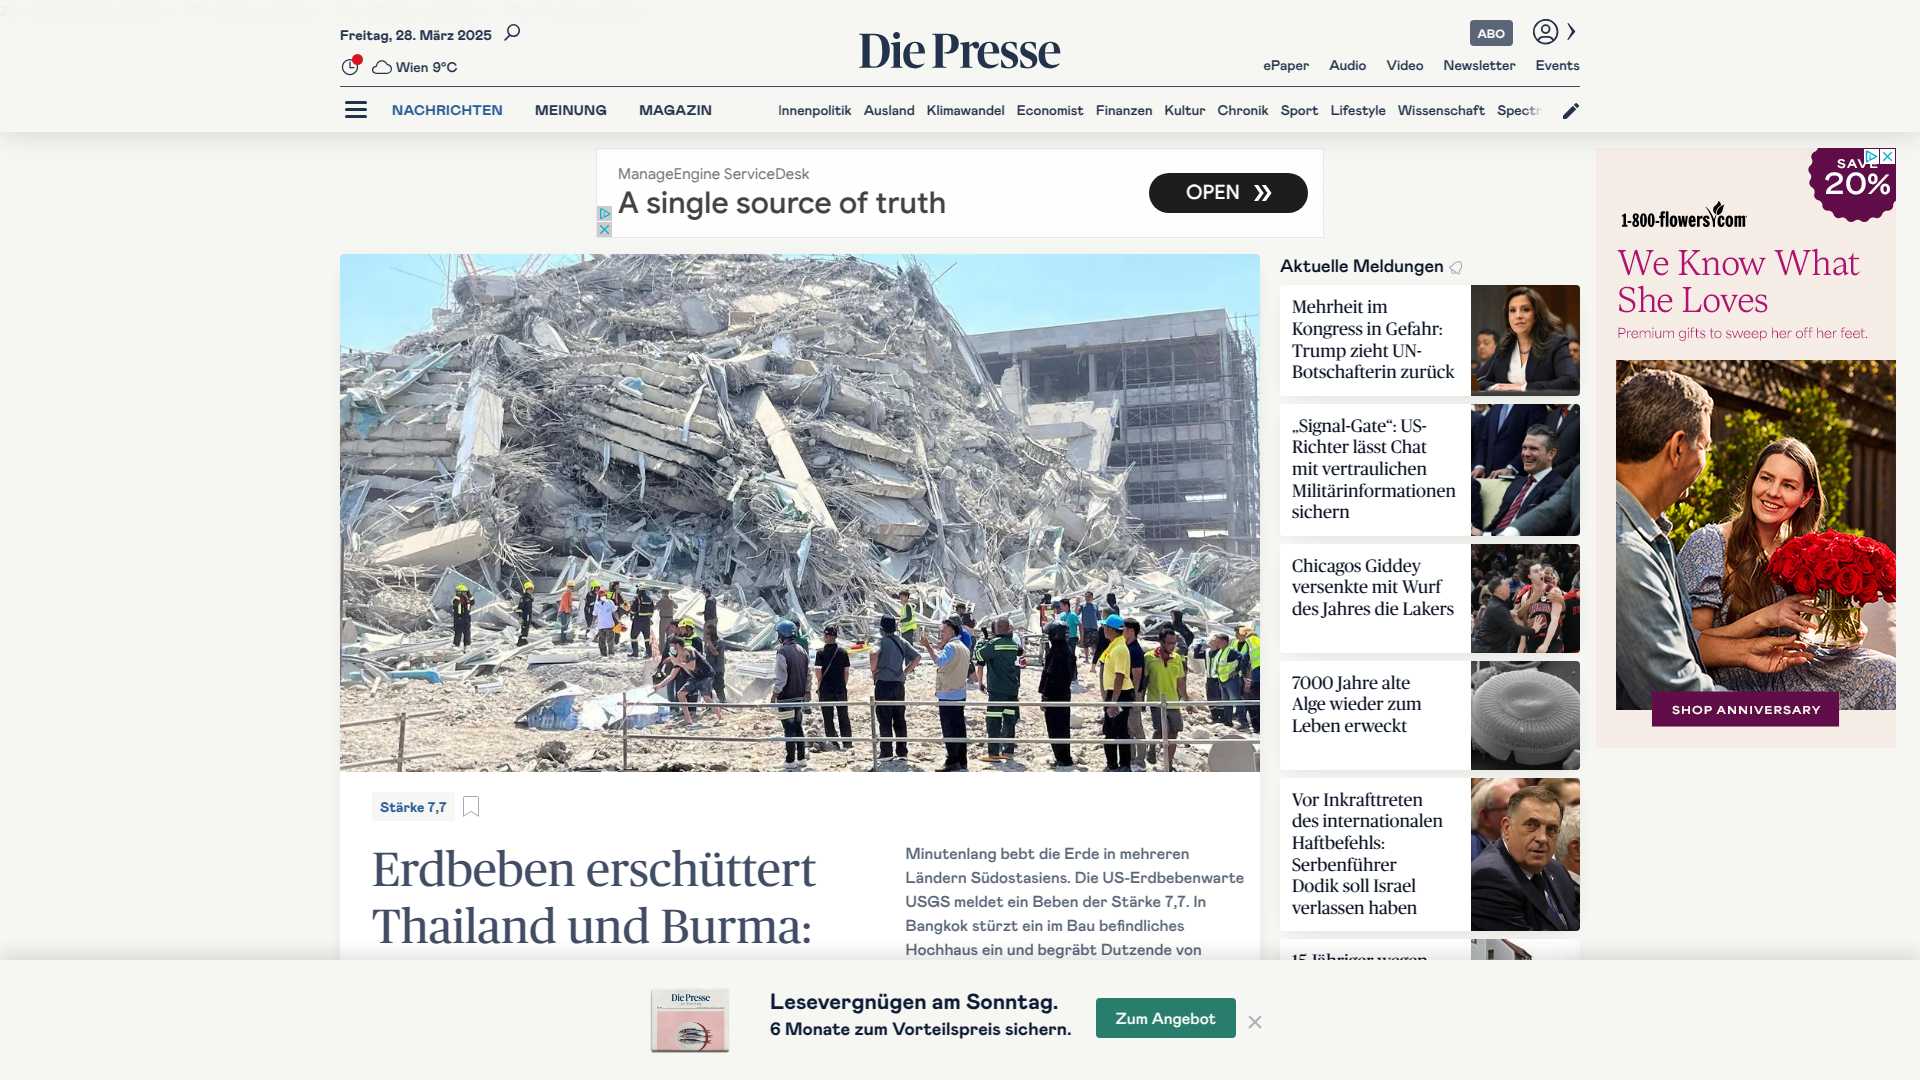 Freitag, 28. März 2025
Wien 9°C
Die Presse
ABO
ePaper Audio Video Newsletter Events
NACHRICHTEN MEINUNG MAGAZIN Innenpolitik Ausland Klimawandel Economist Finanzen Kultur Chronik Sport Lifestyle Wissenschaft Spectr
ManageEngine ServiceDesk
A single source of truth
OPEN
Stärke 7,7
Erdbeben erschüttert
Thailand und Burma:
Minutenlang bebt die Erde in mehreren
Ländern Südostasiens. Die US-Erdbebenwarte
USGS meldet ein Beben der Stärke 7,7. In
Bangkok stürzt ein im Bau befindliches
Hochhaus ein und begräbt Dutzende von
Aktuelle Meldungen
Mehrheit im
Kongress in Gefahr:
Trump zieht UN-
Botschafterin zurück
„Signal-Gate“: US-
Richter lässt Chat
mit vertraulichen
Militärinformationen
sichern
Chicagos Giddey
versenkte mit Wurf
des Jahres die Lakers
7000 Jahre alte
Alge wieder zum
Leben erweckt
Vor Inkrafttreten
des internationalen
Haftbefehls:
Serbenführer
Dodik soll Israel
verlassen haben
15-Jähriger wegen
SAVE
20%
1-800-flowers.com
We Know What
She Loves
Premium gifts to sweep her off her feet.
SHOP ANNIVERSARY
Die Presse
Lesevergnügen am Sonntag.
6 Monate zum Vorteilspreis sichern.
Zum Angebot